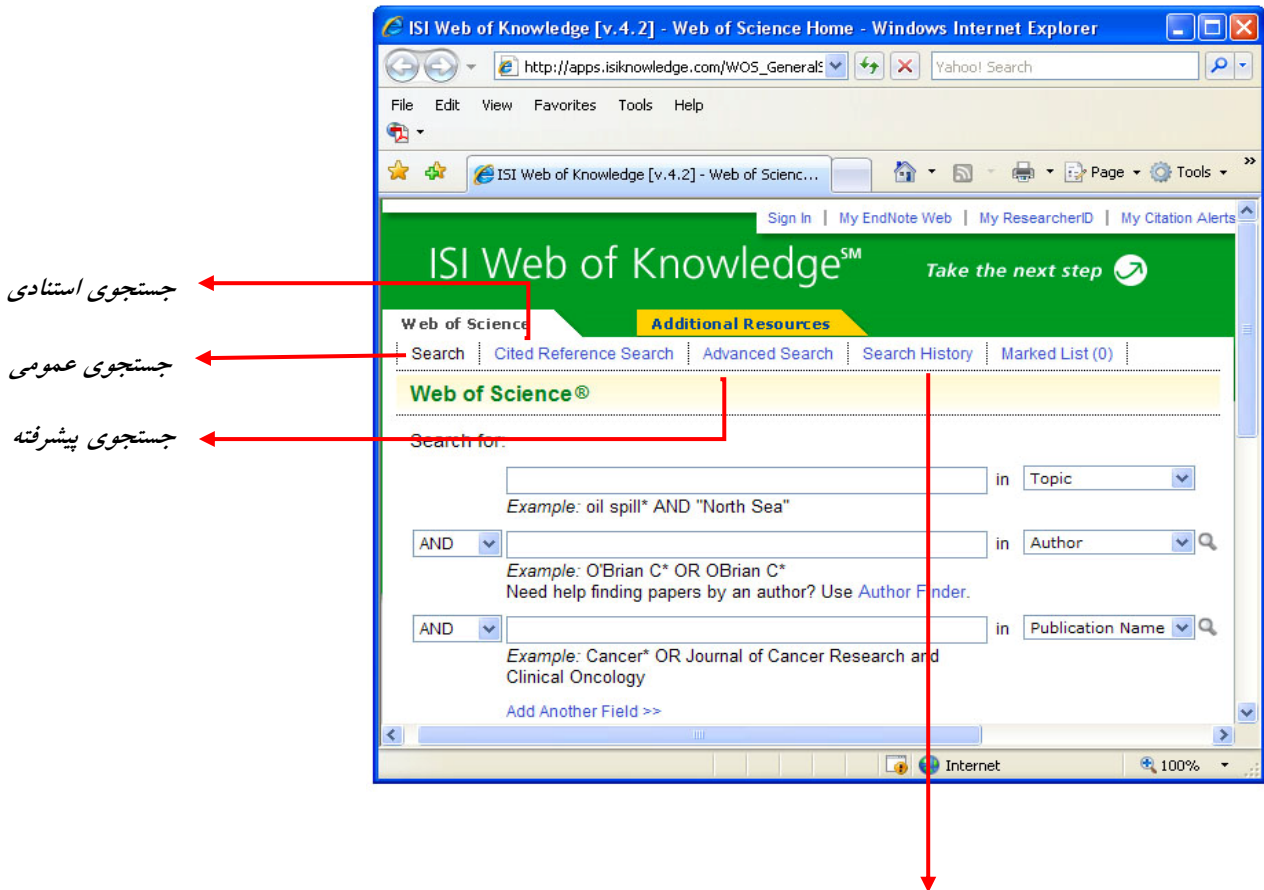 ISI Web of Knowledge [v.4.2] - Web of Science Home - Windows Internet Explorer
http://apps.isiknowledge.com/WOS_GeneralS
Yahoo! Search
File Edit View Favorites Tools Help
ISI Web of Knowledge [v.4.2] - Web of Scienc...
Page Tools »
Sign In | My EndNote Web | My ResearcherID | My Citation Alerts
ISI Web of Knowledge℠ Take the next step
جستجوی استنادی
Web of Science Additional Resources
Search Cited Reference Search Advanced Search Search History Marked List (0)
جستجوی عمومی
Web of Science®
جستجوی پیشرفته
Search for:
in Topic
Example: oil spill* AND "North Sea"
AND in Author
Example: O'Brian C* OR OBrian C*
Need help finding papers by an author? Use Author Finder.
AND in Publication Name
Example: Cancer* OR Journal of Cancer Research and
Clinical Oncology
Add Another Field >>
Internet 100%